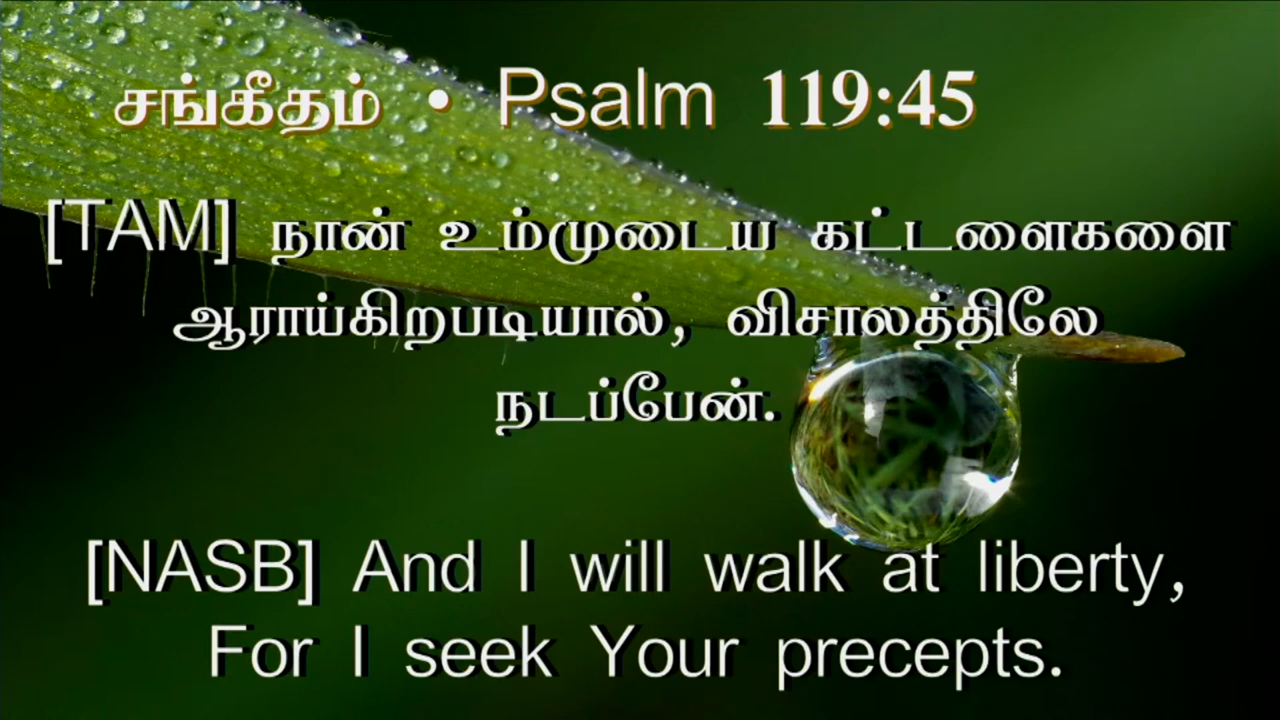 சங்கீதம் • Psalm 119:45
[TAM] நான் உம்முடைய கட்டளைகளை
ஆராய்கிறபடியால், விசாலத்திலே
நடப்பேன்.
[NASB] And I will walk at liberty,
For I seek Your precepts.